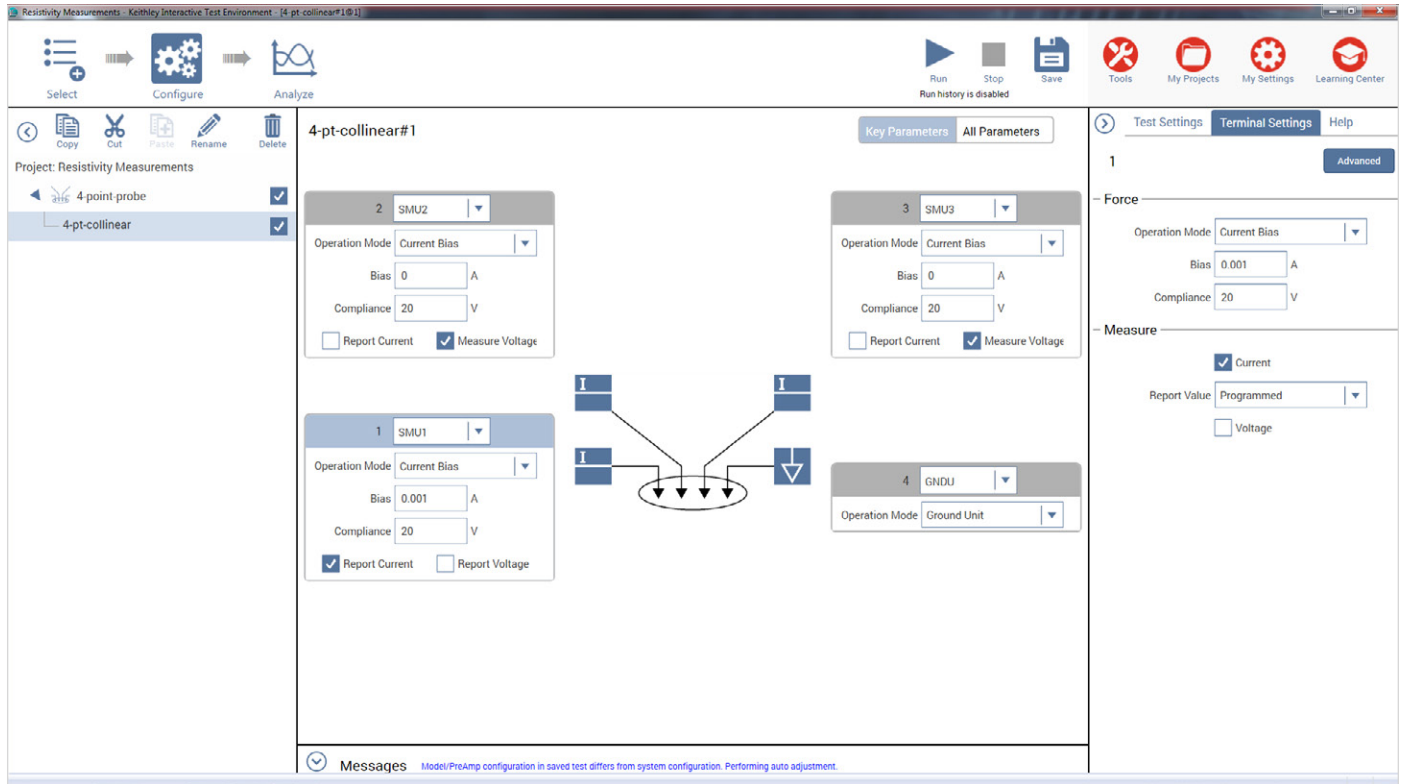 Resistivity Measurements - Keithley Interactive Test Environment - [4-pt-collinear#1@1]
Select
Configure
Analyze
Run
Stop
Save
Run history is disabled
Tools
My Projects
My Settings
Learning Center
Copy
Cut
Paste
Rename
Delete
Project: Resistivity Measurements
4-point-probe
4-pt-collinear
4-pt-collinear#1
Key Parameters All Parameters
2 SMU2
Operation Mode Current Bias
Bias 0 A
Compliance 20 V
Report Current Measure Voltage
3 SMU3
Operation Mode Current Bias
Bias 0 A
Compliance 20 V
Report Current Measure Voltage
1 SMU1
Operation Mode Current Bias
Bias 0.001 A
Compliance 20 V
Report Current Report Voltage
I
I
I
4 GNDU
Operation Mode Ground Unit
Messages Model/PreAmp configuration in saved test differs from system configuration. Performing auto adjustment.
Test Settings Terminal Settings Help
1 Advanced
Force
Operation Mode Current Bias
Bias 0.001 A
Compliance 20 V
Measure
Current
Report Value Programmed
Voltage